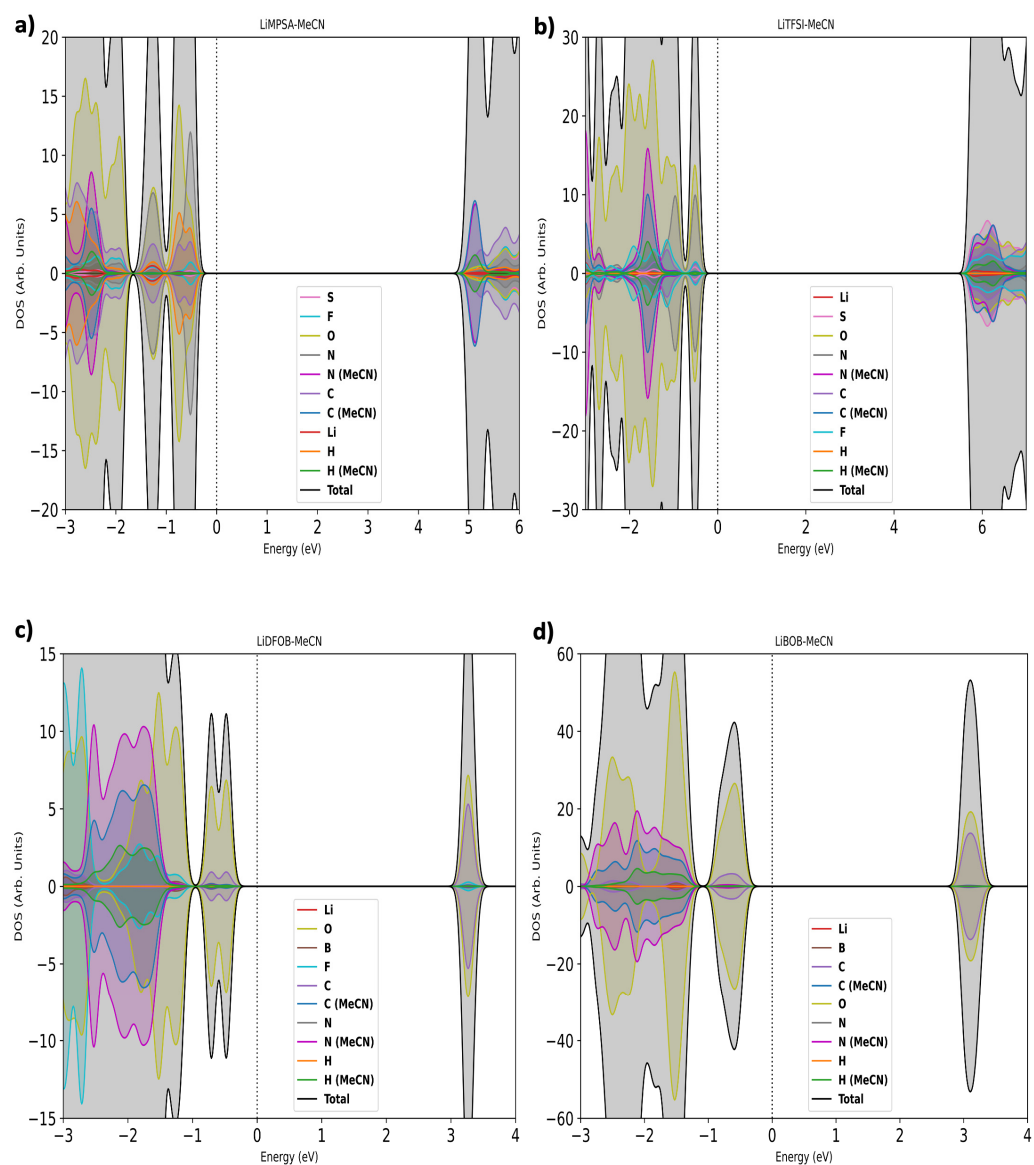 a)
LiMPSA-MeCN
20
15
10
5
0
−5
−10
−15
−20
DOS (Arb. Units)
S
F
O
N
N (MeCN)
C
C (MeCN)
Li
H
H (MeCN)
Total
−3 −2 −1 0 1 2 3 4 5 6
Energy (eV)
b)
LiTFSI-MeCN
30
20
10
0
−10
−20
−30
DOS (Arb. Units)
Li
S
O
N
N (MeCN)
C
C (MeCN)
F
H
H (MeCN)
Total
−2 0 2 4 6
Energy (eV)
c)
LiDFOB-MeCN
15
10
5
0
−5
−10
−15
DOS (Arb. Units)
Li
O
B
F
C
C (MeCN)
N
N (MeCN)
H
H (MeCN)
Total
−3 −2 −1 0 1 2 3 4
Energy (eV)
d)
LiBOB-MeCN
60
40
20
0
−20
−40
−60
DOS (Arb. Units)
Li
B
C
C (MeCN)
O
N
N (MeCN)
H
H (MeCN)
Total
−3 −2 −1 0 1 2 3 4
Energy (eV)